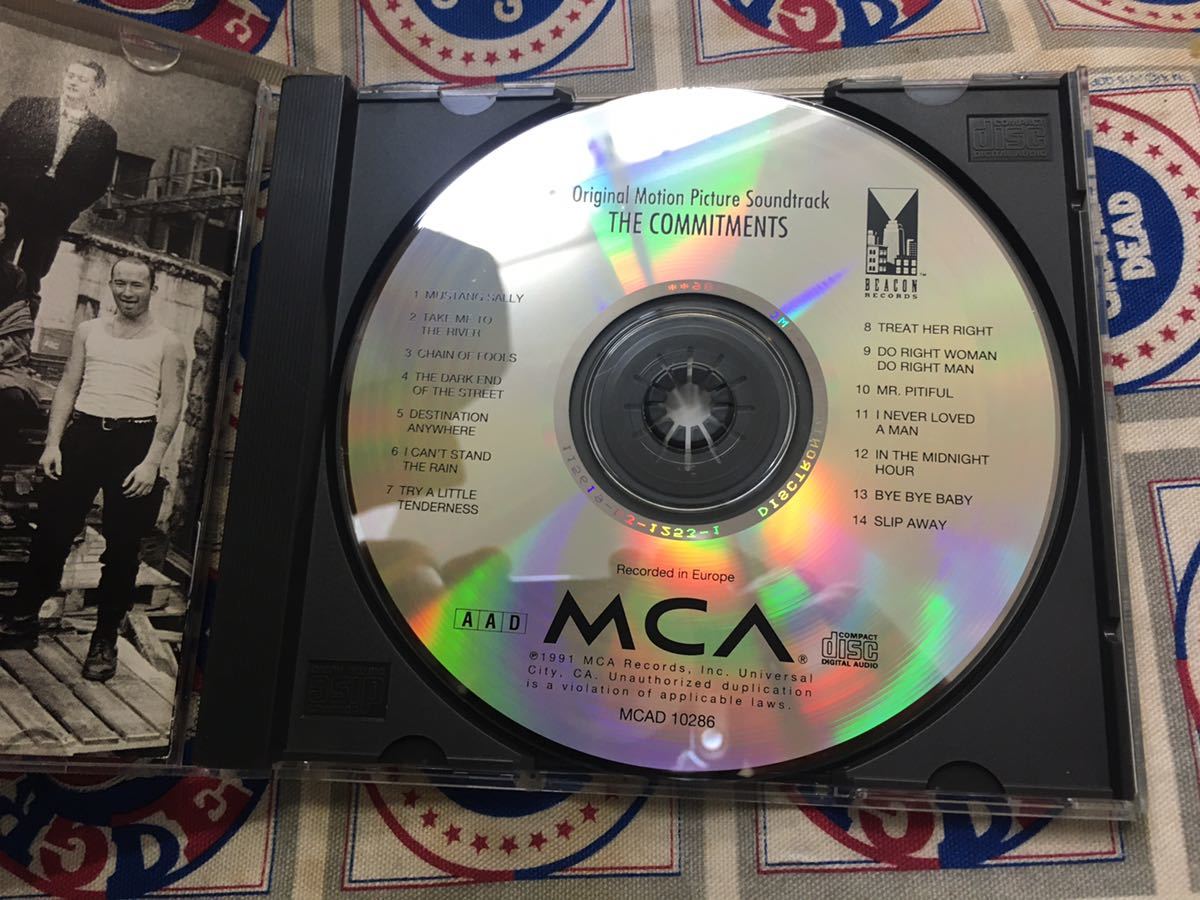 Original Motion Picture Soundtrack
THE COMMITMENTS
BEACON
RECORDS
TM
1 MUSTANG SALLY
2 TAKE ME TO
THE RIVER
3 CHAIN OF FOOLS
4 THE DARK END
OF THE STREET
5 DESTINATION
ANYWHERE
6 I CAN'T STAND
THE RAIN
7 TRY A LITTLE
TENDERNESS
8 TREAT HER RIGHT
9 DO RIGHT WOMAN
DO RIGHT MAN
10 MR. PITIFUL
11 I NEVER LOVED
A MAN
12 IN THE MIDNIGHT
HOUR
13 BYE BYE BABY
14 SLIP AWAY
Recorded in Europe
AAD
MCA®
COMPACT
disc
DIGITAL AUDIO
℗1991 MCA Records, Inc. Universal
City, CA. Unauthorized duplication
is a violation of applicable laws.
MCAD 10286
COMPACT
disc
DIGITAL AUDIO
disc
DEAD